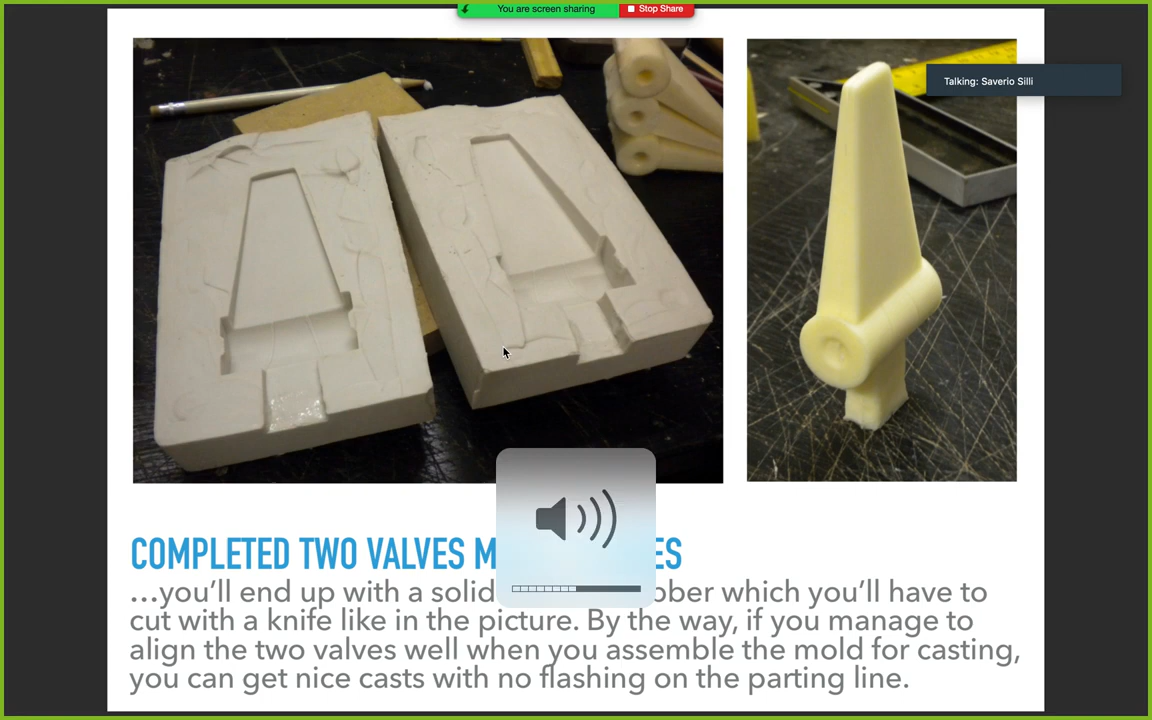 You are screen sharing
Stop Share
Talking: Saverio Silli
COMPLETED TWO VALVES
…you'll end up with a solid which you'll have to
cut with a knife like in the picture. By the way, if you manage to
align the two valves well when you assemble the mold for casting,
you can get nice casts with no flashing on the parting line.